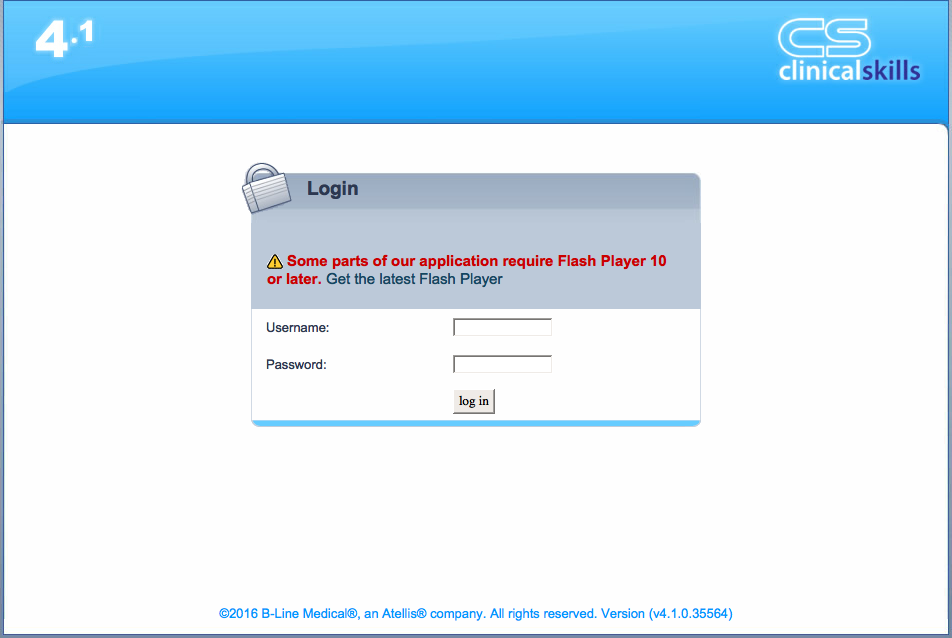 4.1
CS
clinicalskills
Login
Some parts of our application require Flash Player 10
or later. Get the latest Flash Player
Username:
Password:
log in
©2016 B-Line Medical®, an Atellis® company. All rights reserved. Version (v4.1.0.35564)